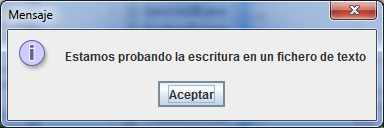 Mensaje
Estamos probando la escritura en un fichero de texto
Aceptar